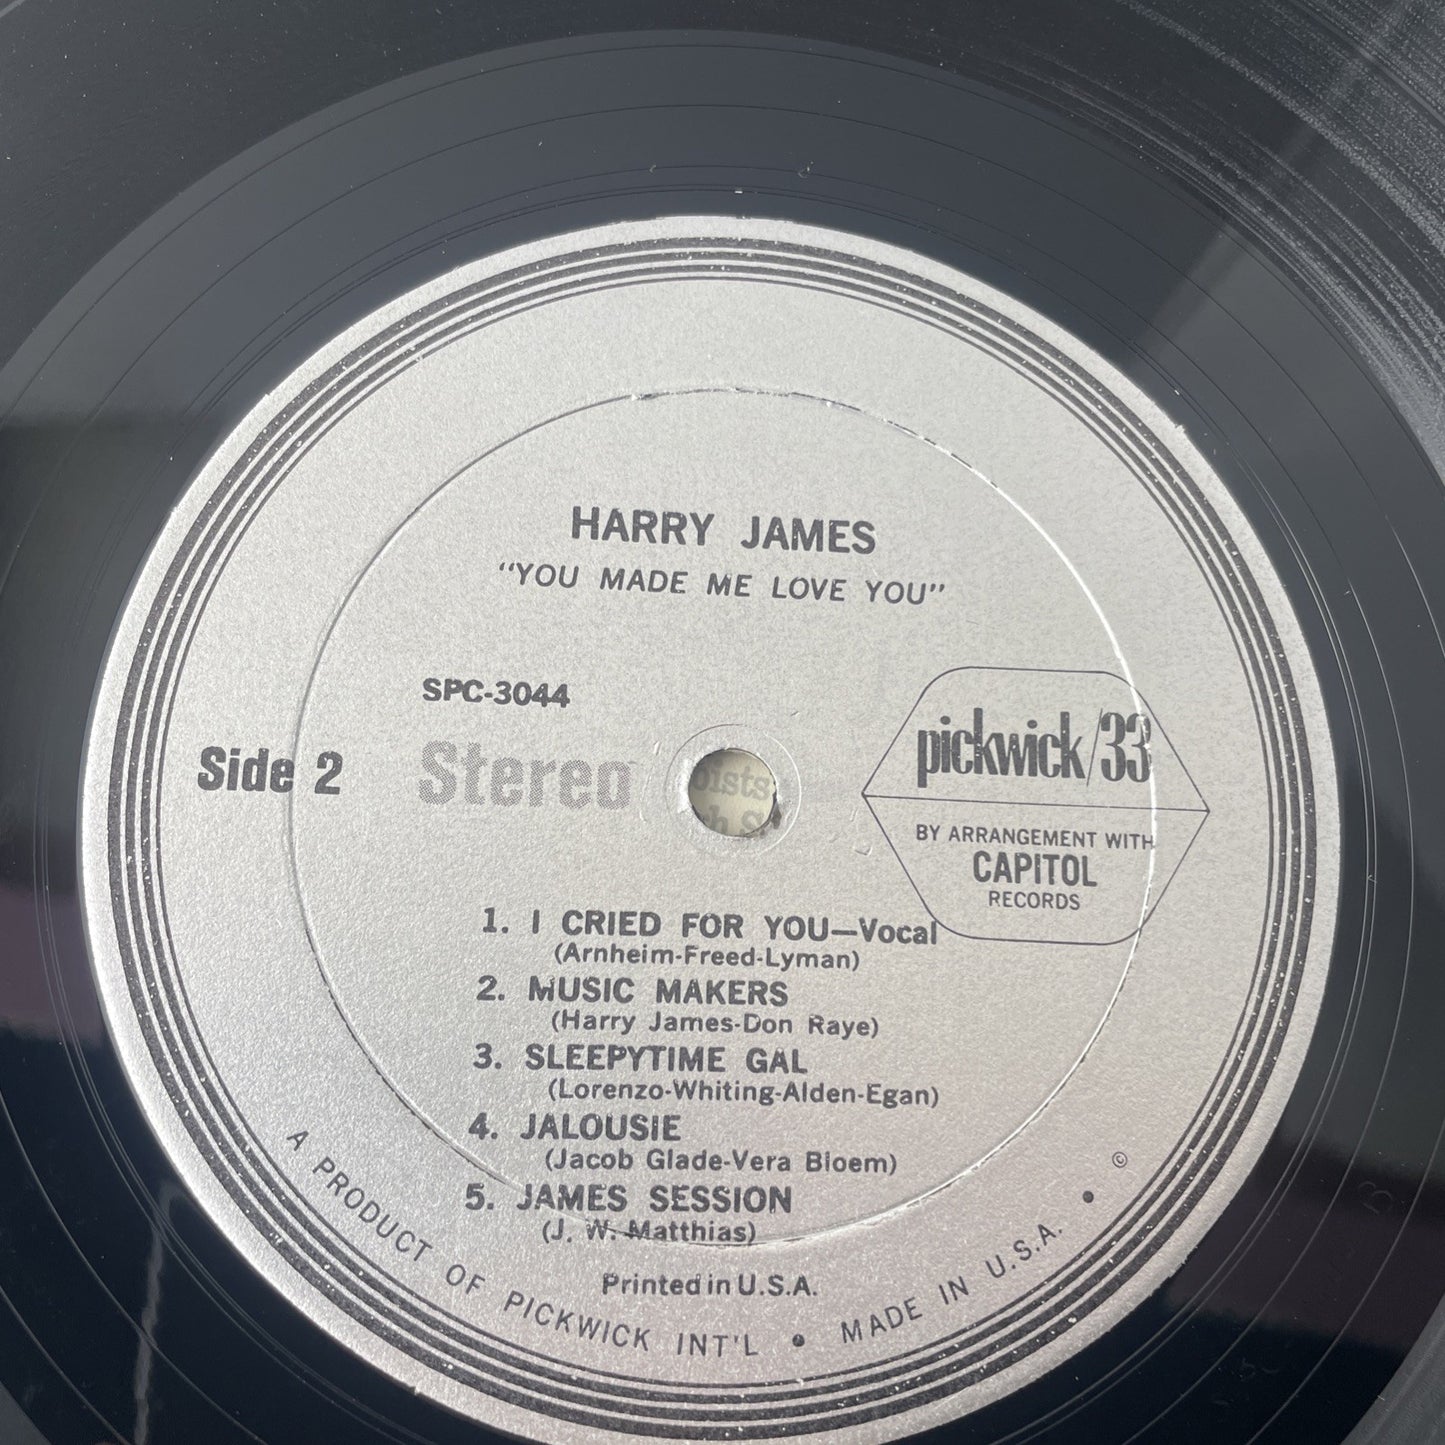 HARRY JAMES
"YOU MADE ME LOVE YOU"
SPC-3044
Side 2
Stereo
pickwick/33
BY ARRANGEMENT WITH
CAPITOL
RECORDS
1. I CRIED FOR YOU—Vocal
(Arnheim-Freed-Lyman)
2. MUSIC MAKERS
(Harry James-Don Raye)
3. SLEEPYTIME GAL
(Lorenzo-Whiting-Alden-Egan)
4. JALOUSIE
(Jacob Glade-Vera Bloem)
5. JAMES SESSION
(J. W. Matthias)
Printed in U.S.A.
A PRODUCT OF PICKWICK INT'L • MADE IN U.S.A. • ©